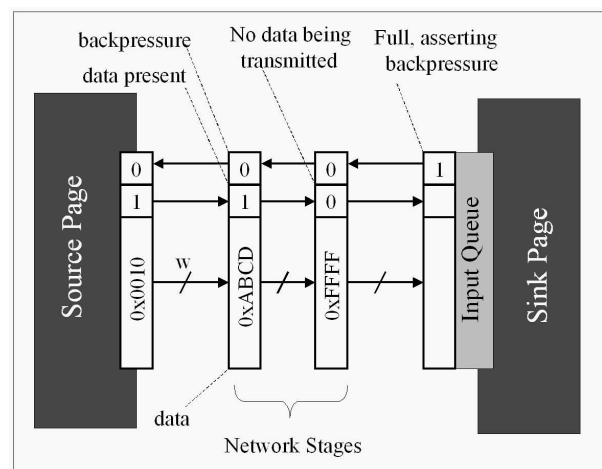 backpressure
data present
No data being
transmitted
Full, asserting
backpressure
Source Page
0
0
0
1
1
1
0
0x0010
w
0xABCD
0xFFFF
Input Queue
Sink Page
data
Network Stages